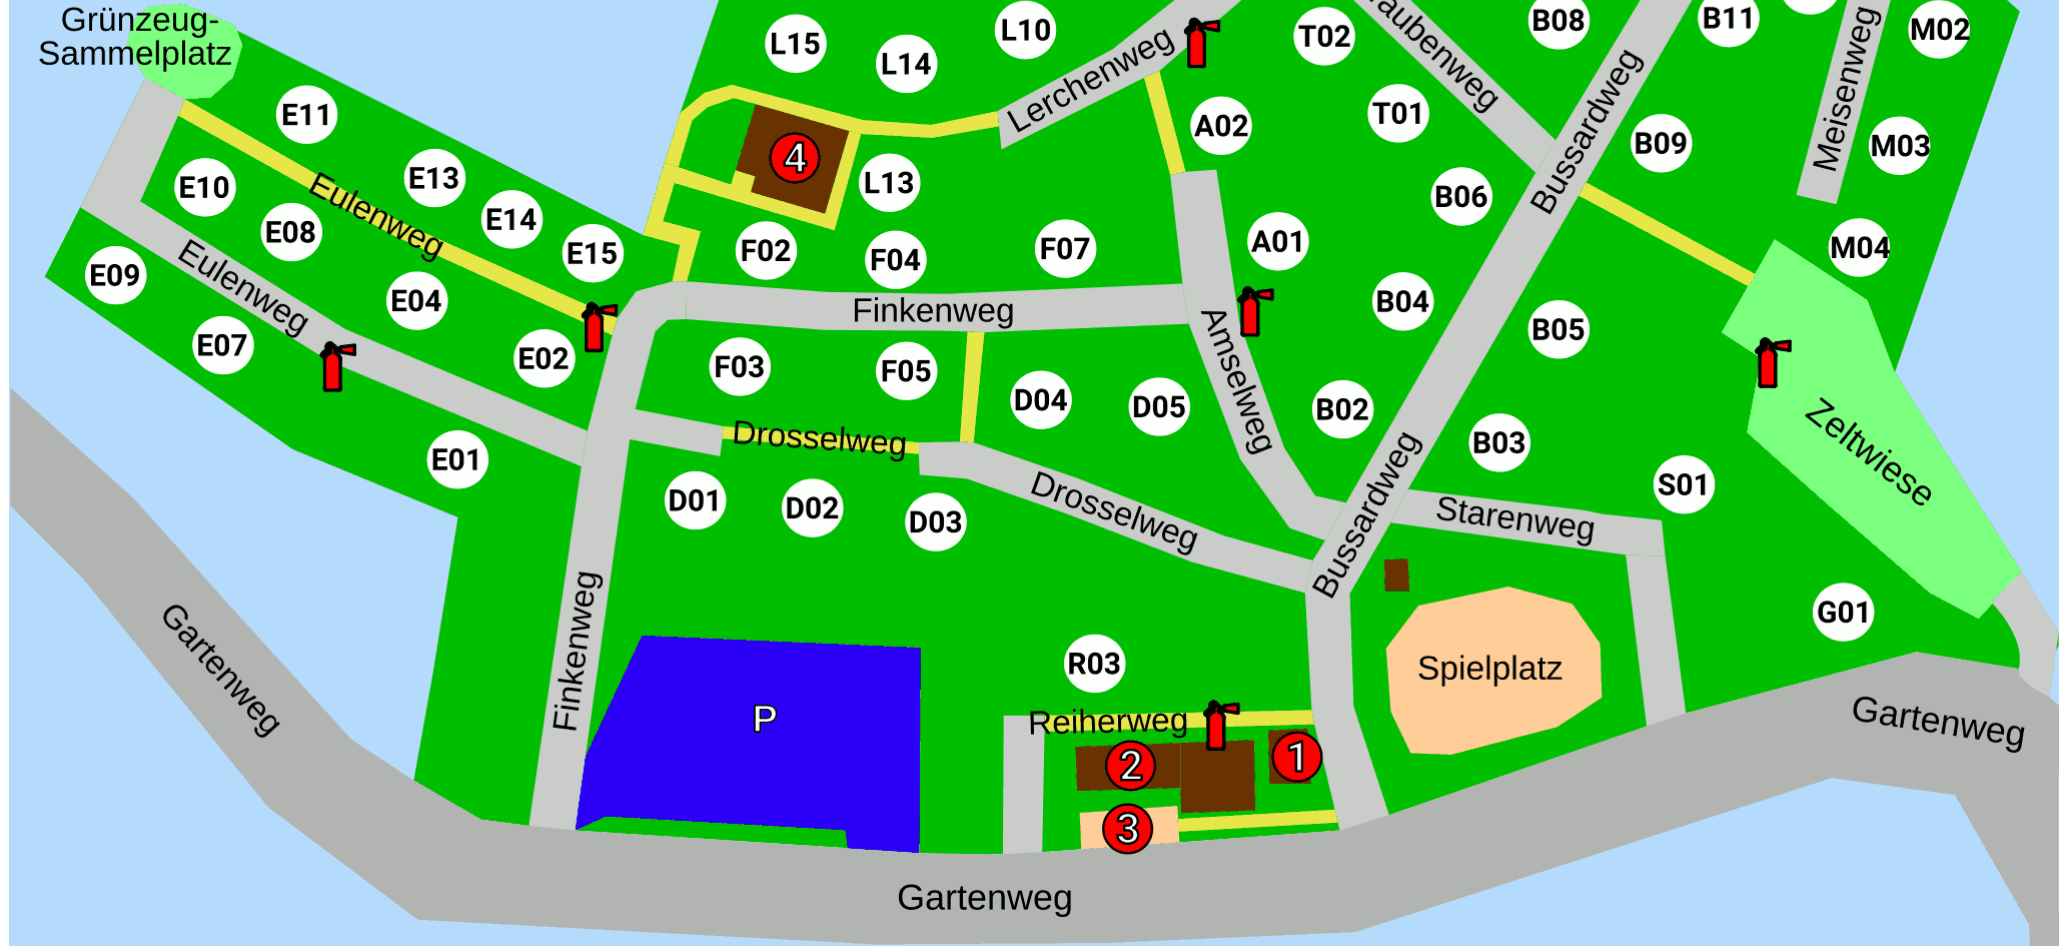 Grünzeug-
Sammelplatz
L15
L14
L10
Lerchenweg
T02
B08
B11
Meisenweg
M02
E11
E13
E10
E08
E14
E15
Eulenweg
4
L13
A02
T01
B06
Bussardweg
B09
M03
E09
Eulenweg
E04
E07
E02
F02
F04
F07
A01
B04
B05
M04
Finkenweg
F03
F05
D04
D05
Amselweg
B02
B03
S01
Zeltwiese
E01
Drosselweg
D01
D02
D03
Drosselweg
Bussardweg
Starenweg
G01
Gartenweg
Finkenweg
P
R03
Reiherweg
1
2
3
Spielplatz
Gartenweg
Gartenweg